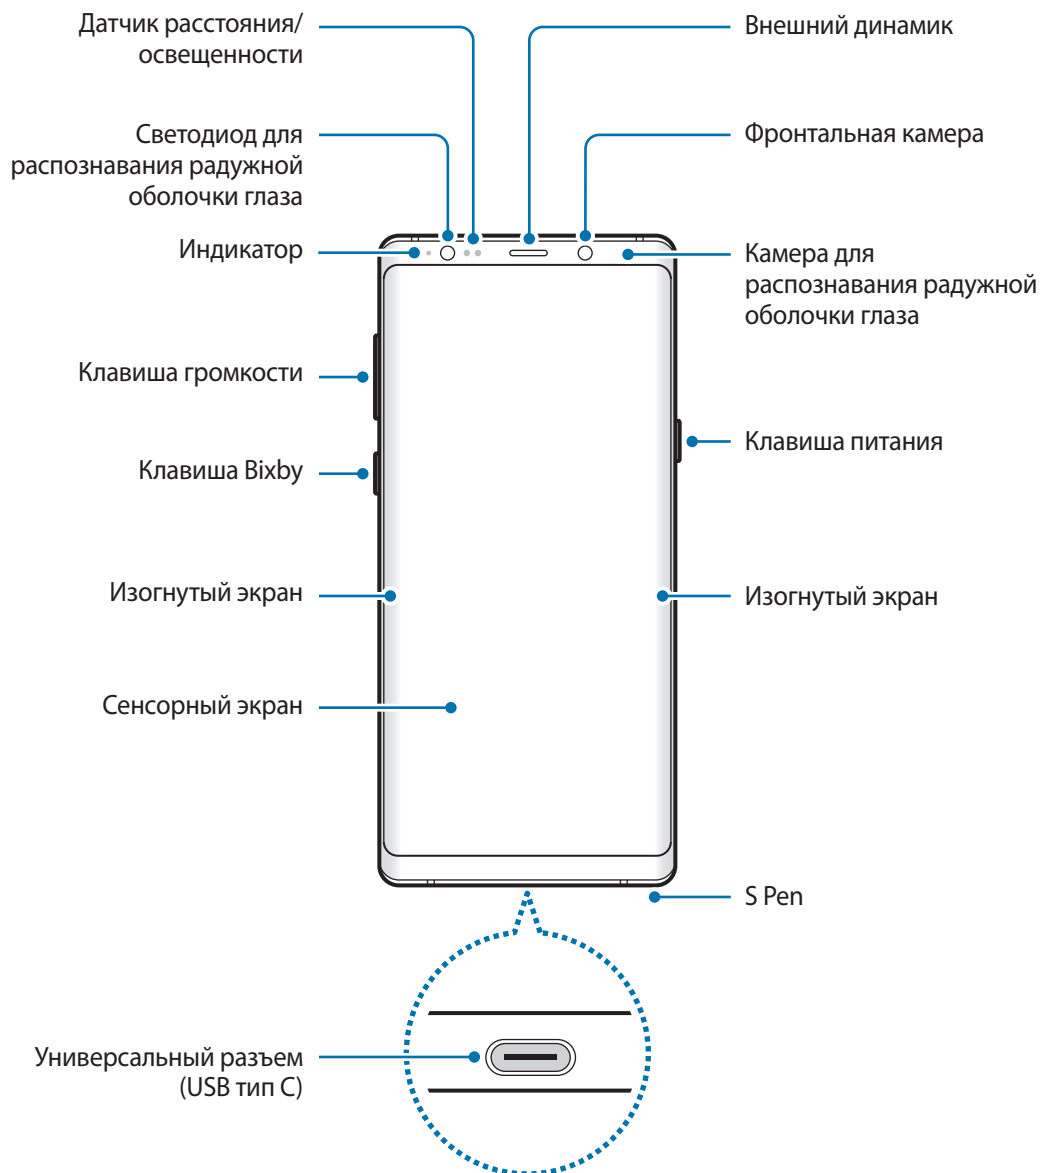 Датчик расстояния/
освещенности
Светодиод для
распознавания радужной
оболочки глаза
Индикатор
Клавиша громкости
Клавиша Bixby
Изогнутый экран
Сенсорный экран
Универсальный разъем
(USB тип C)
Внешний динамик
Фронтальная камера
Камера для
распознавания радужной
оболочки глаза
Клавиша питания
Изогнутый экран
S Pen